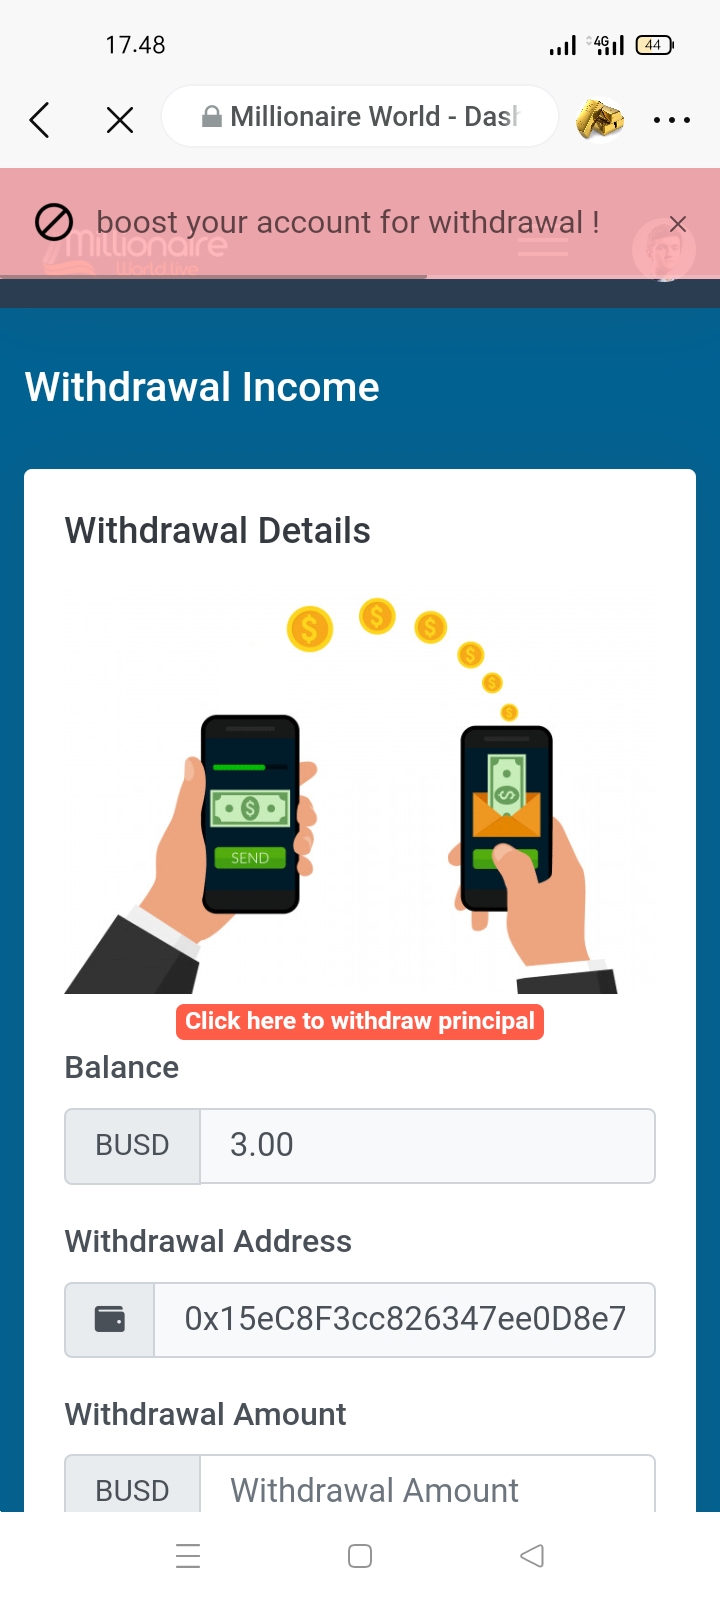 17.48
4G
44
Millionaire World - Dash
boost your account for withdrawal !
Millionaire
World live
Withdrawal Income
Withdrawal Details
SEND
Click here to withdraw principal
Balance
BUSD 3.00
Withdrawal Address
0x15eC8F3cc826347ee0D8e7
Withdrawal Amount
BUSD Withdrawal Amount